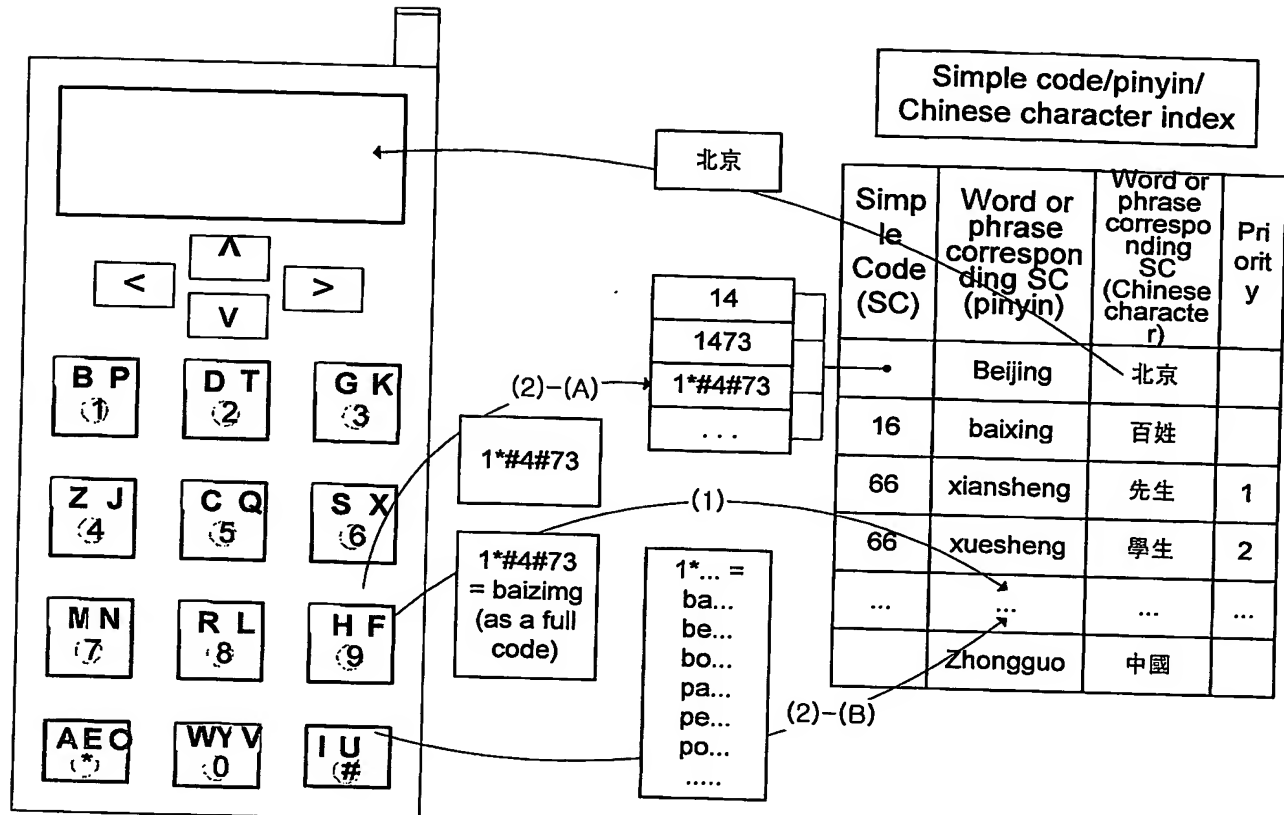 Simple code/pinyin/
Chinese character index
北京
Simp
le
Code
(SC)
Word or
phrase
correspon
ding SC
(pinyin)
Word or
phrase
correspo
nding
SC
(Chinese
characte
r)
Pri
orit
y
Beijing 北京
16 baixing 百姓
66 xiansheng 先生 1
66 xuesheng 學生 2
... ... ... ...
Zhongguo 中國
14
1473
1*#4#73
...
(2)-(A)
1*#4#73
(1)
1*#4#73
= baizimg
(as a full
code)
1*... =
ba...
be...
bo...
pa...
pe...
po...
.....
(2)-(B)
Λ
< >
V
B P D T G K
1 2 3
Z J C Q S X
4 5 6
M N R L H F
7 8 9
A E O W Y V I U
* 0 #